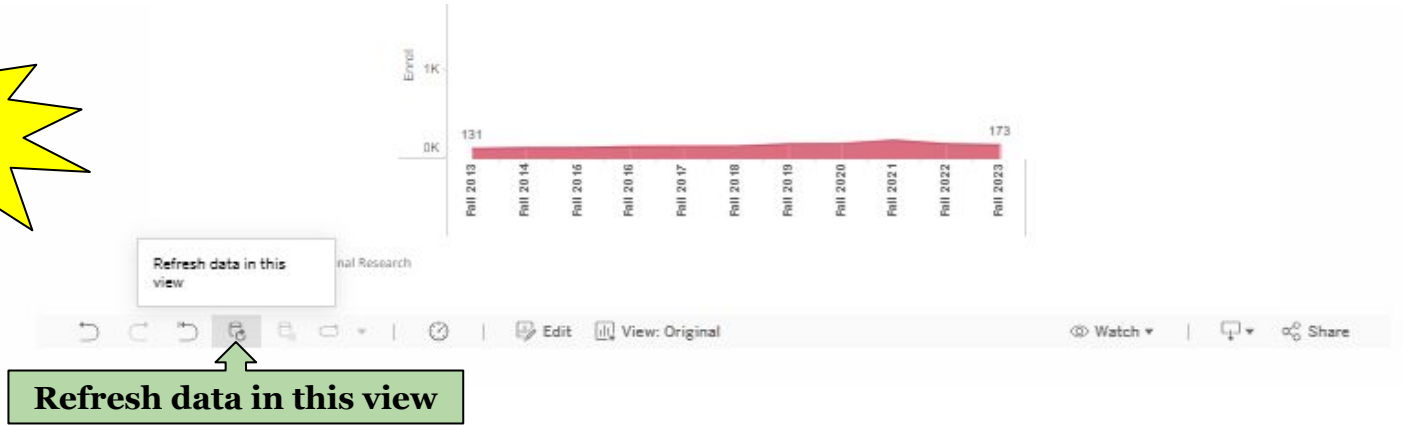 Enrol
1K
0K
131
173
Fall 2013
Fall 2014
Fall 2015
Fall 2016
Fall 2017
Fall 2018
Fall 2019
Fall 2020
Fall 2021
Fall 2022
Fall 2023
Refresh data in this
view
nal Research
Edit
View: Original
Watch
Share
Refresh data in this view